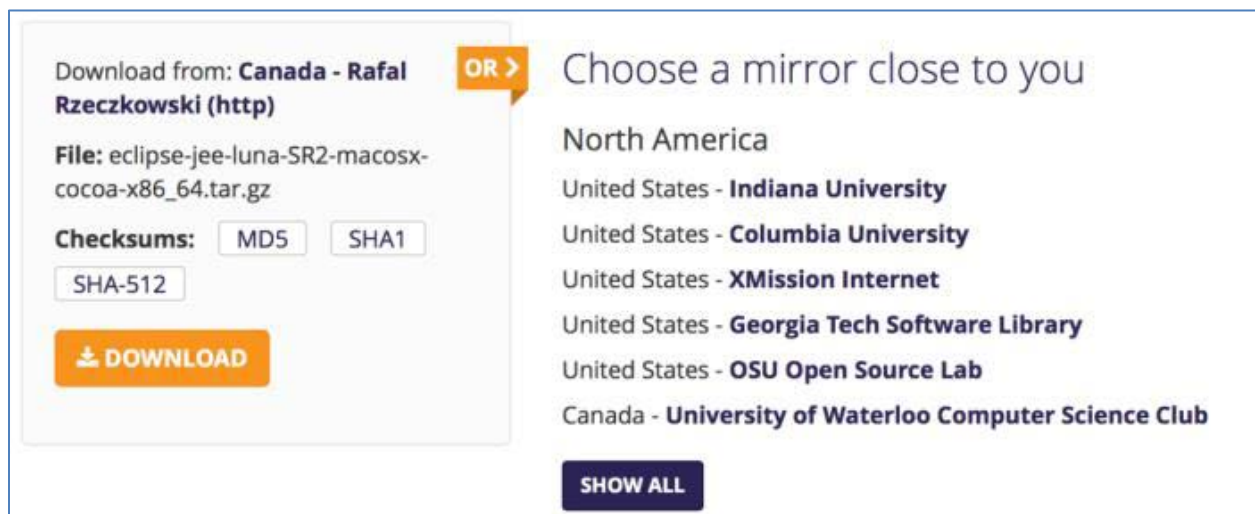 Download from: Canada - Rafal
Rzeczkowski (http)
File: eclipse-jee-luna-SR2-macosx-
cocoa-x86_64.tar.gz
Checksums: MD5 SHA1
SHA-512
DOWNLOAD
OR >
Choose a mirror close to you
North America
United States - Indiana University
United States - Columbia University
United States - XMission Internet
United States - Georgia Tech Software Library
United States - OSU Open Source Lab
Canada - University of Waterloo Computer Science Club
SHOW ALL